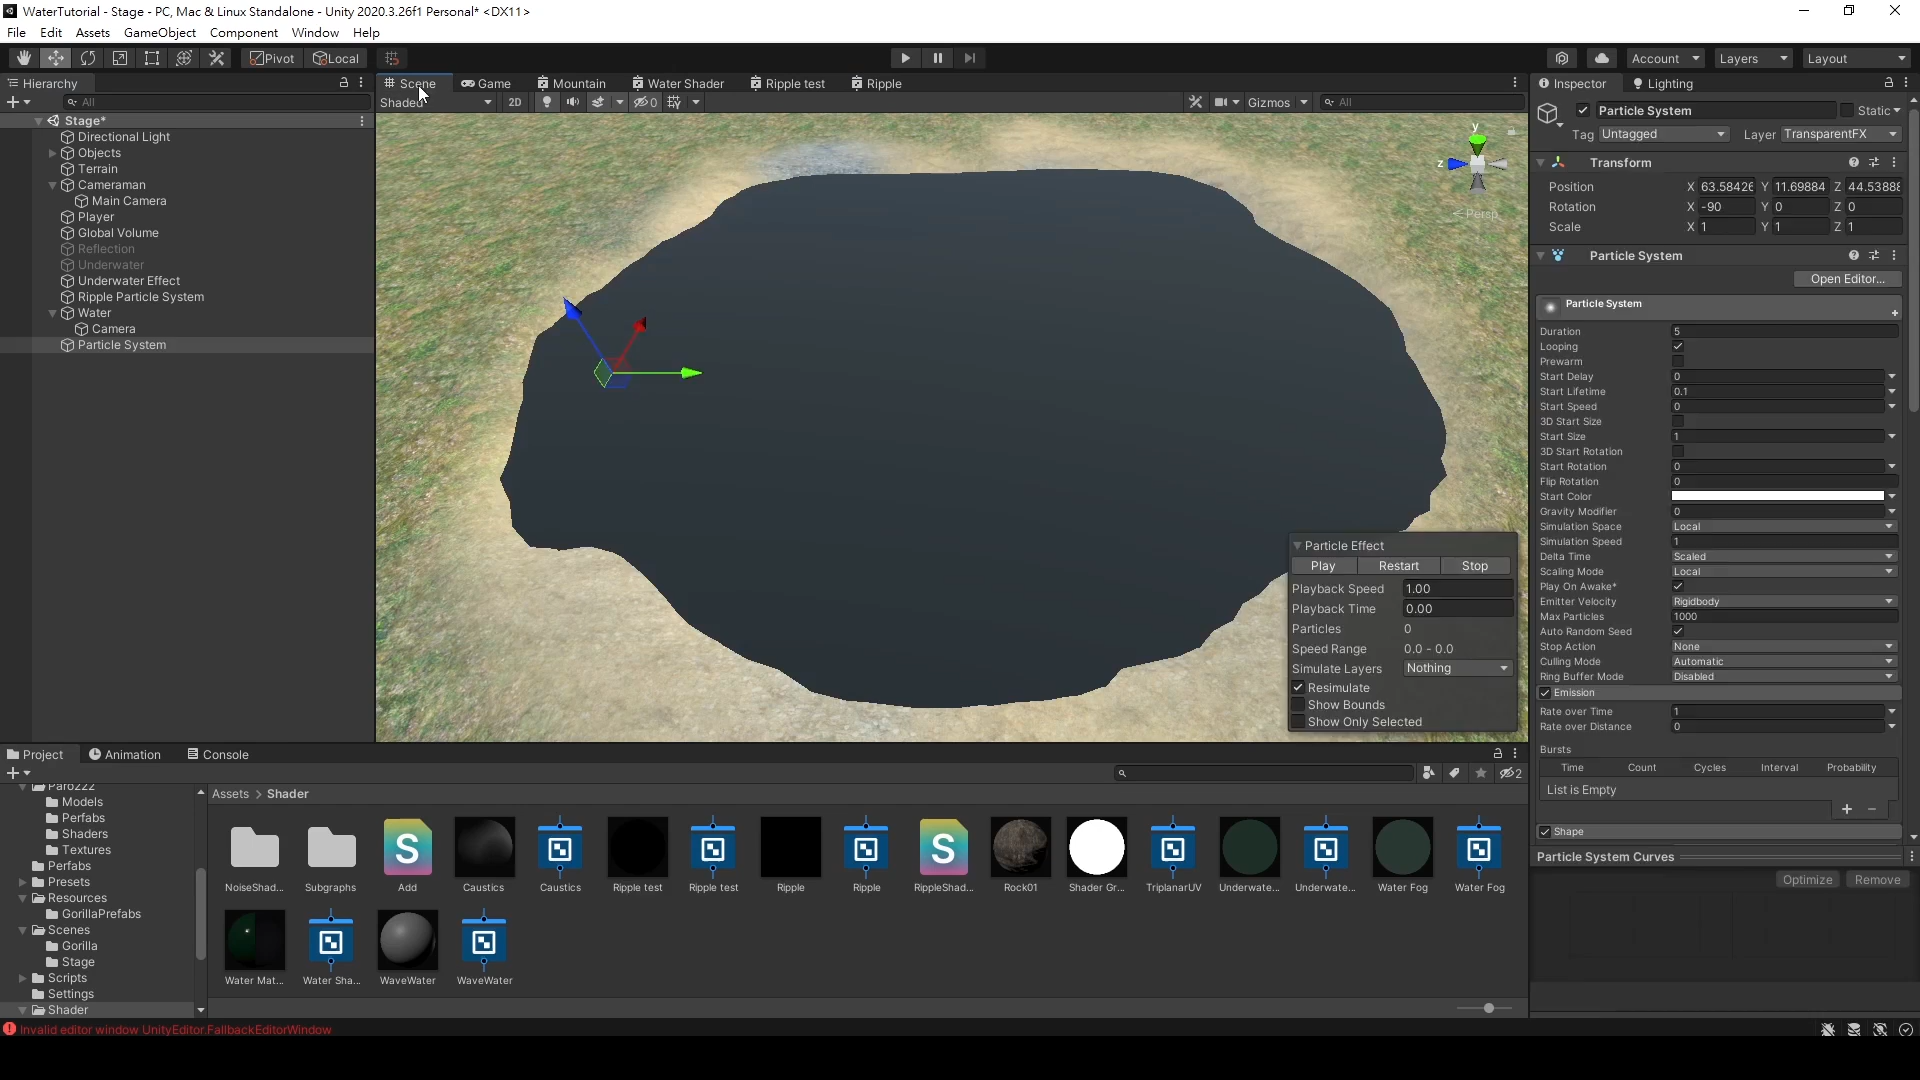 WaterTutorial - Stage - PC, Mac & Linux Standalone - Unity 2020.3.26f1 Personal* <DX11>
File Edit Assets GameObject Component Window Help
Pivot Local
Account Layers Layout
Hierarchy
All
Stage*
Directional Light
Objects
Terrain
Cameraman
Main Camera
Player
Global Volume
Reflection
Underwater
Underwater Effect
Ripple Particle System
Water
Camera
Particle System
Scene Game Mountain Water Shader Ripple test Ripple
Shaded 2D 0 Gizmos All
y
z
Persp
Particle Effect
Play Restart Stop
Playback Speed 1.00
Playback Time 0.00
Particles 0
Speed Range 0.0 - 0.0
Simulate Layers Nothing
Resimulate
Show Bounds
Show Only Selected
Inspector Lighting
Particle System Static
Tag Untagged Layer TransparentFX
Transform
Position X 63.58426 Y 11.69884 Z 44.53888
Rotation X -90 Y 0 Z 0
Scale X 1 Y 1 Z 1
Particle System
Open Editor...
Particle System
Duration 5
Looping
Prewarm
Start Delay 0
Start Lifetime 0.1
Start Speed 0
3D Start Size
Start Size 1
3D Start Rotation
Start Rotation 0
Flip Rotation 0
Start Color
Gravity Modifier 0
Simulation Space Local
Simulation Speed 1
Delta Time Scaled
Scaling Mode Local
Play On Awake*
Emitter Velocity Rigidbody
Max Particles 1000
Auto Random Seed
Stop Action None
Culling Mode Automatic
Ring Buffer Mode Disabled
Emission
Rate over Time 1
Rate over Distance 0
Bursts
Time Count Cycles Interval Probability
List is Empty
Shape
Particle System Curves
Optimize Remove
Project Animation Console
2
Paro222
Models
Perfabs
Shaders
Textures
Perfabs
Presets
Resources
GorillaPrefabs
Scenes
Gorilla
Stage
Scripts
Settings
Shader
Assets > Shader
NoiseShad... Subgraphs Add Caustics Caustics Ripple test Ripple test Ripple Ripple RippleShad... Rock01 Shader Gr... TriplanarUV Underwate... Underwate... Water Fog Water Fog
Water Mat... Water Sha... WaveWater WaveWater
Invalid editor window UnityEditor.FallbackEditorWindow